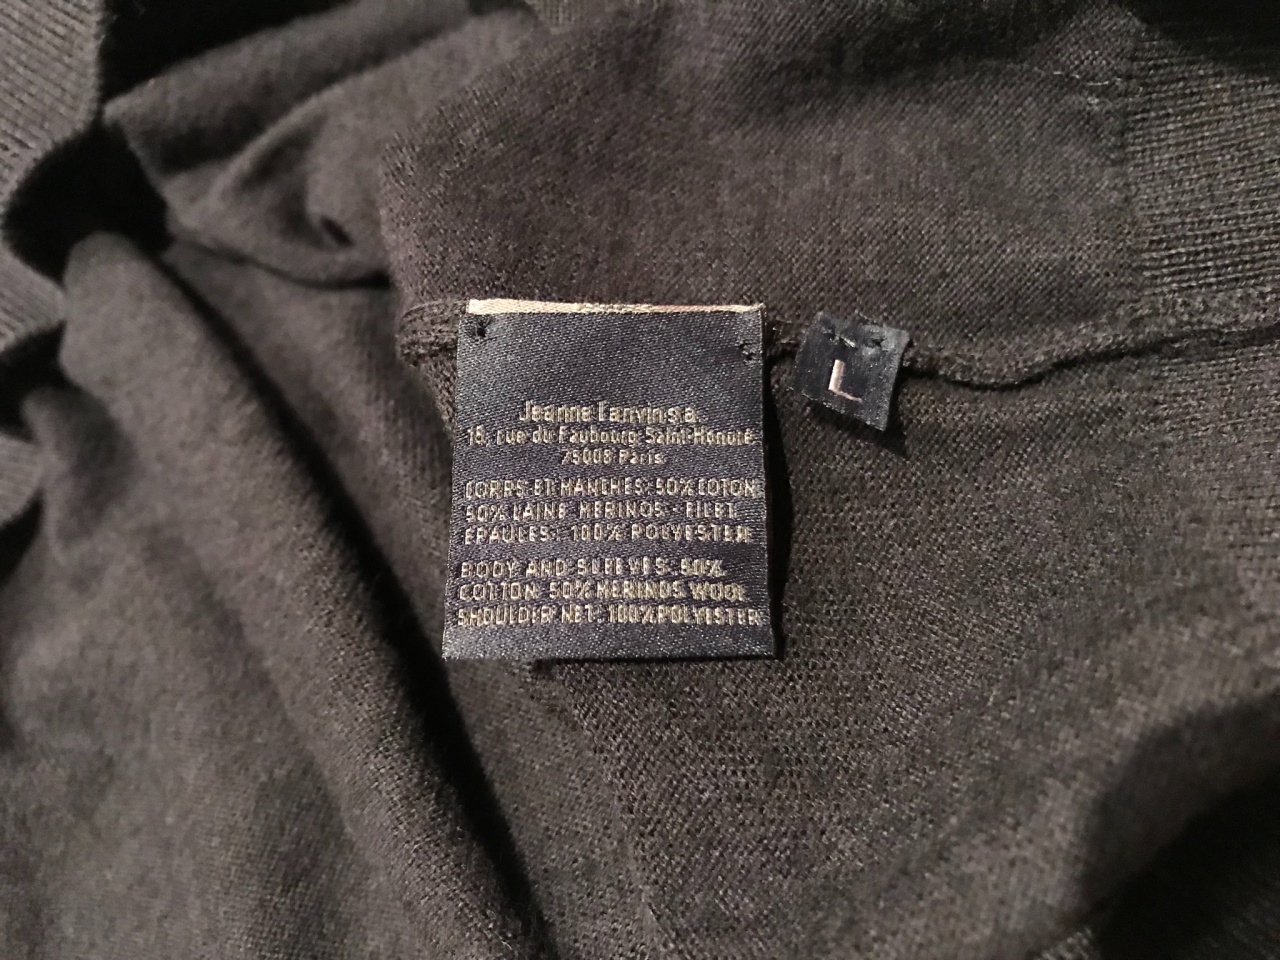 Jeanne Lanvin s.a.
15, rue du Faubourg Saint-Honoré
75008 Paris
CORPS ET MANCHES: 50% COTON
50% LAINE MERINOS - FILET
ÉPAULES: 100% POLYESTER
BODY AND SLEEVES: 50%
COTTON 50% MERINOS WOOL
SHOULDER NET: 100% POLYESTER
L